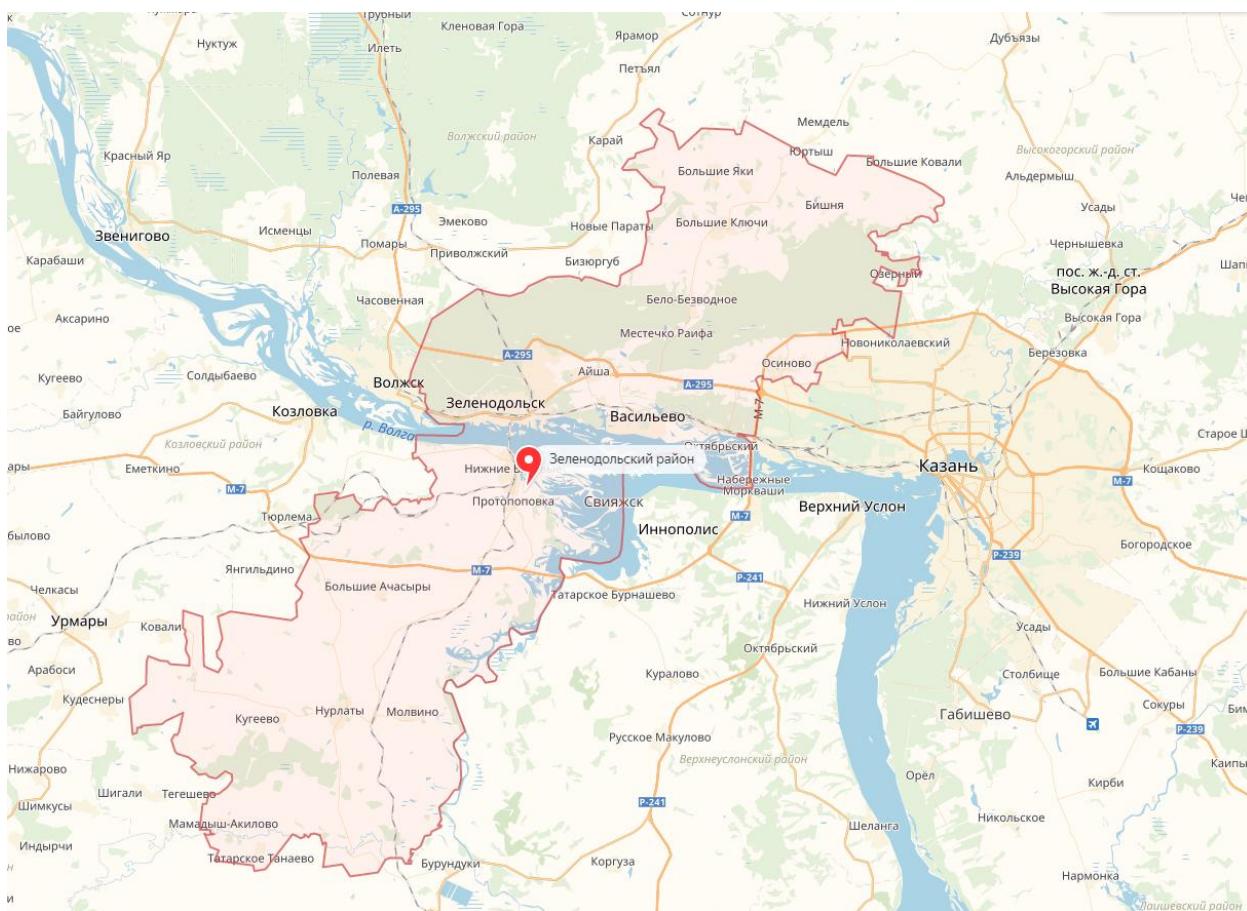 Трубный
Кленовая Гора
Сотнур
Нуктуж
Илеть
Ярамор
Дубъязы
Петъял
Волжский район
Карай
Мемдель
Юртыш
Большие Ковали
Высокогорский район
Красный Яр
Полевая
Большие Яки
Альдермыш
А-295
Бишня
Усады
Эмеково
Новые Параты
Большие Ключи
Звенигово
Исменцы
Помары
Приволжский
Чернышевка
Карабаши
Бизюргуб
Озерный
пос. ж.-д. ст.
Высокая Гора
Часовенная
Бело-Безводное
Аксарино
Местечко Раифа
Высокая Гора
Новониколаевский
А-295
Осиново
Берёзовка
Кугеево
Солдыбаево
Волжск
Айша
А-295
Зеленодольск
Васильево
М-7
Байгулово
Козловка
р. Волга
Козловский район
Октябрьский
Старое
Еметкино
Нижние
Зеленодольский район
Казань
Кощаково
М-7
Протопоповка
Свияжск
Набережные
Моркваши
М-7
Тюрлема
Иннополис
М-7
Верхний Услон
Богородское
Р-239
Янгильдино
М-7
Р-241
Челкасы
Большие Ачасыры
Татарское Бурнашево
Нижний Услон
Урмары
Ковали
Усады
Октябрьский
Арабоси
Куралово
Столбище
Большие Кабаны
Кудеснеры
Кугеево
Нурлаты
Молвино
Габишево
Сокуры
Р-239
Русское Макулово
Верхнеуслонский район
Нижарово
Орёл
Кирби
Шигали
Тегешево
Шимкусы
Р-241
Мамадыш-Акилово
Никольское
Шеланга
Индырчи
Татарское Танаево
Бурундуки
Коргуза
Нармонка
Лаишевский район